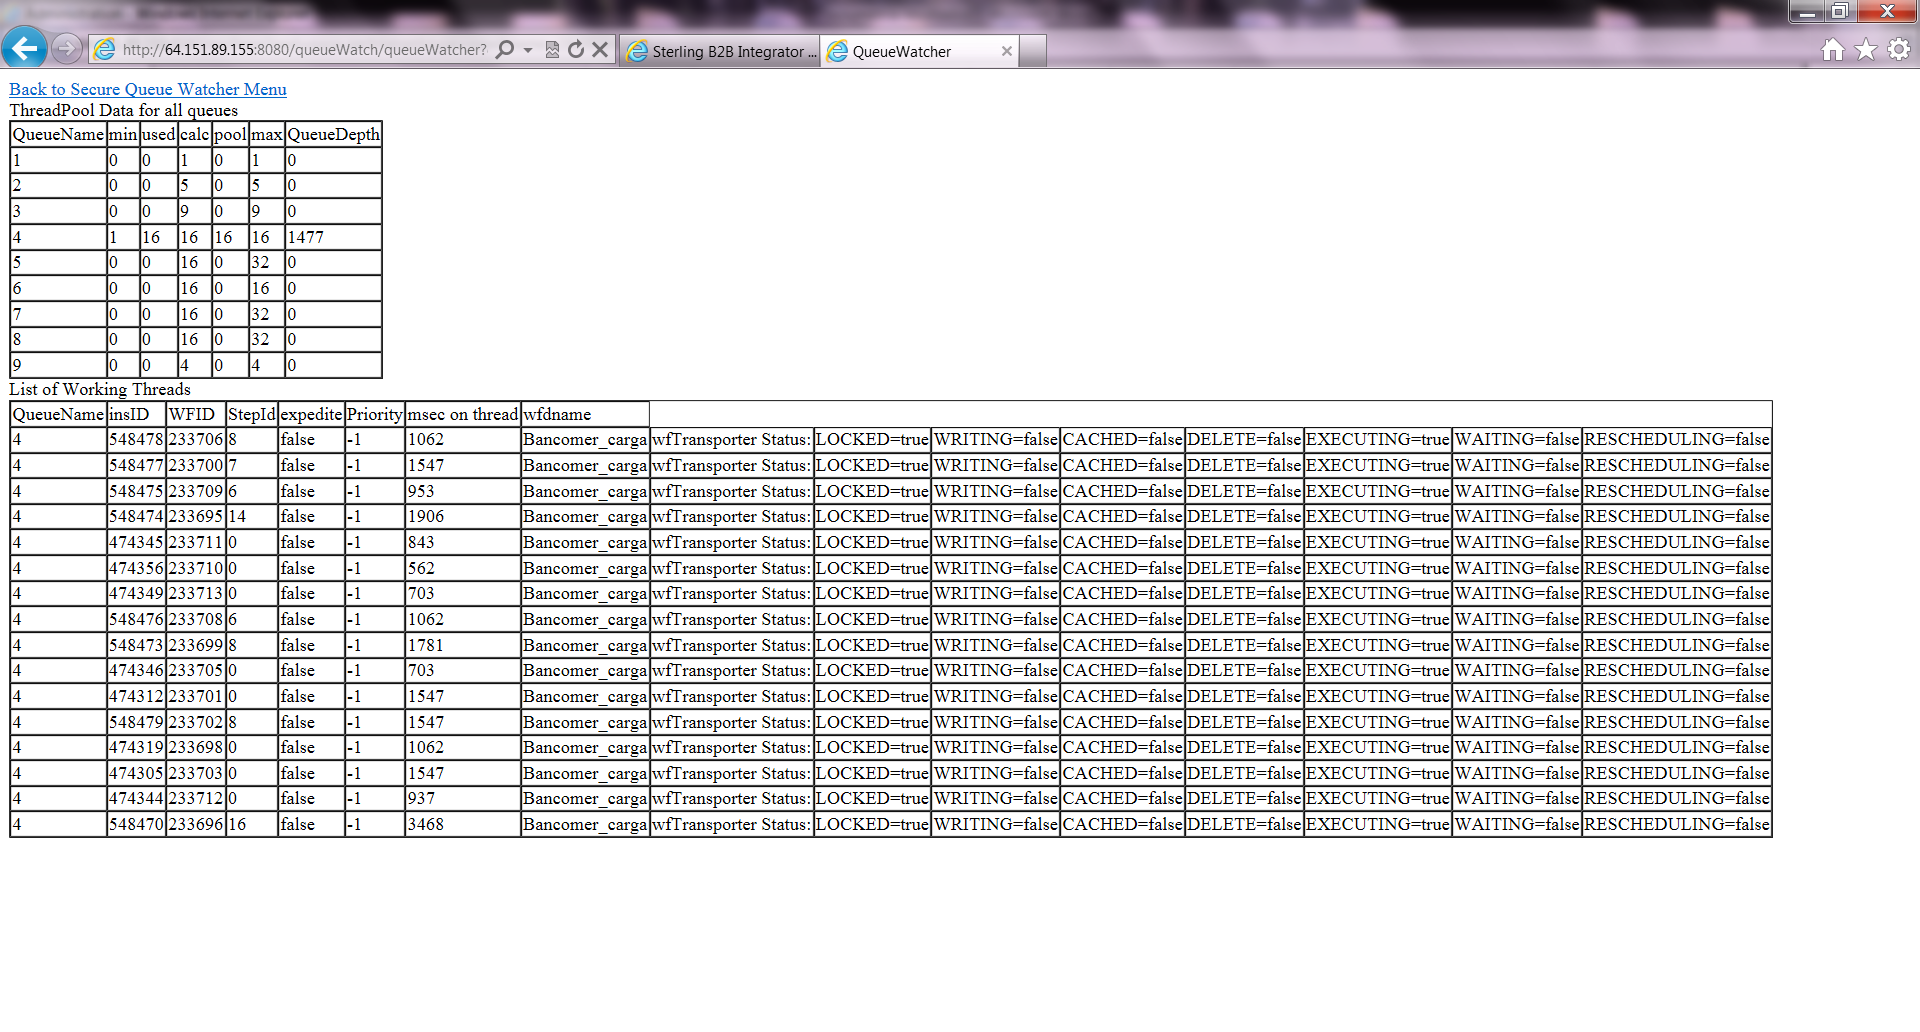 http://64.151.89.155:8080/queueWatch/queueWatcher?
Sterling B2B Integrator ...
QueueWatcher
Back to Secure Queue Watcher Menu
ThreadPool Data for all queues
QueueName min used calc pool max QueueDepth
1 0 0 1 0 1 0
2 0 0 5 0 5 0
3 0 0 9 0 9 0
4 1 16 16 16 16 1477
5 0 0 16 0 32 0
6 0 0 16 0 16 0
7 0 0 16 0 32 0
8 0 0 16 0 32 0
9 0 0 4 0 4 0
List of Working Threads
QueueName insID WFID StepId expedite Priority msec on thread wfdname
4 548478 233706 8 false -1 1062 Bancomer_carga wfTransporter Status: LOCKED=true WRITING=false CACHED=false DELETE=false EXECUTING=true WAITING=false RESCHEDULING=false
4 548477 233700 7 false -1 1547 Bancomer_carga wfTransporter Status: LOCKED=true WRITING=false CACHED=false DELETE=false EXECUTING=true WAITING=false RESCHEDULING=false
4 548475 233709 6 false -1 953 Bancomer_carga wfTransporter Status: LOCKED=true WRITING=false CACHED=false DELETE=false EXECUTING=true WAITING=false RESCHEDULING=false
4 548474 233695 14 false -1 1906 Bancomer_carga wfTransporter Status: LOCKED=true WRITING=false CACHED=false DELETE=false EXECUTING=true WAITING=false RESCHEDULING=false
4 474345 233711 0 false -1 843 Bancomer_carga wfTransporter Status: LOCKED=true WRITING=false CACHED=false DELETE=false EXECUTING=true WAITING=false RESCHEDULING=false
4 474356 233710 0 false -1 562 Bancomer_carga wfTransporter Status: LOCKED=true WRITING=false CACHED=false DELETE=false EXECUTING=true WAITING=false RESCHEDULING=false
4 474349 233713 0 false -1 703 Bancomer_carga wfTransporter Status: LOCKED=true WRITING=false CACHED=false DELETE=false EXECUTING=true WAITING=false RESCHEDULING=false
4 548476 233708 6 false -1 1062 Bancomer_carga wfTransporter Status: LOCKED=true WRITING=false CACHED=false DELETE=false EXECUTING=true WAITING=false RESCHEDULING=false
4 548473 233699 8 false -1 1781 Bancomer_carga wfTransporter Status: LOCKED=true WRITING=false CACHED=false DELETE=false EXECUTING=true WAITING=false RESCHEDULING=false
4 474346 233705 0 false -1 703 Bancomer_carga wfTransporter Status: LOCKED=true WRITING=false CACHED=false DELETE=false EXECUTING=true WAITING=false RESCHEDULING=false
4 474312 233701 0 false -1 1547 Bancomer_carga wfTransporter Status: LOCKED=true WRITING=false CACHED=false DELETE=false EXECUTING=true WAITING=false RESCHEDULING=false
4 548479 233702 8 false -1 1547 Bancomer_carga wfTransporter Status: LOCKED=true WRITING=false CACHED=false DELETE=false EXECUTING=true WAITING=false RESCHEDULING=false
4 474319 233698 0 false -1 1062 Bancomer_carga wfTransporter Status: LOCKED=true WRITING=false CACHED=false DELETE=false EXECUTING=true WAITING=false RESCHEDULING=false
4 474305 233703 0 false -1 1547 Bancomer_carga wfTransporter Status: LOCKED=true WRITING=false CACHED=false DELETE=false EXECUTING=true WAITING=false RESCHEDULING=false
4 474344 233712 0 false -1 937 Bancomer_carga wfTransporter Status: LOCKED=true WRITING=false CACHED=false DELETE=false EXECUTING=true WAITING=false RESCHEDULING=false
4 548470 233696 16 false -1 3468 Bancomer_carga wfTransporter Status: LOCKED=true WRITING=false CACHED=false DELETE=false EXECUTING=true WAITING=false RESCHEDULING=false